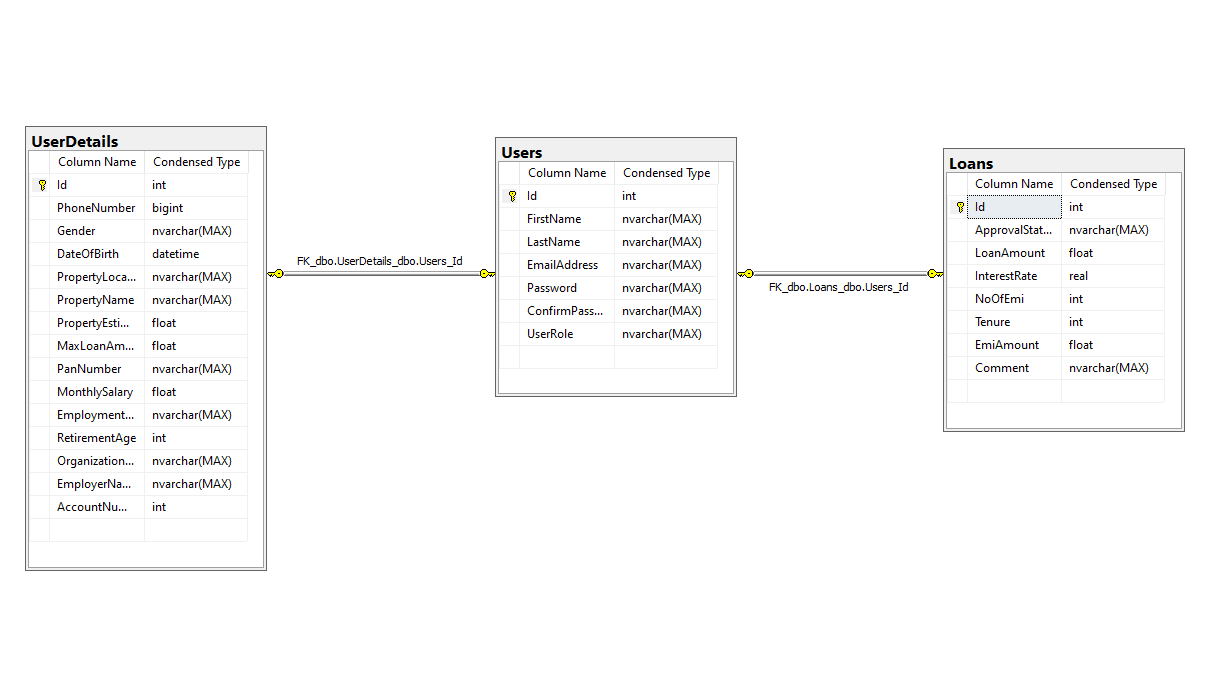 UserDetails
Column Name Condensed Type
Id int
PhoneNumber bigint
Gender nvarchar(MAX)
DateOfBirth datetime
PropertyLoca... nvarchar(MAX)
PropertyName nvarchar(MAX)
PropertyEsti... float
MaxLoanAm... float
PanNumber nvarchar(MAX)
MonthlySalary float
Employment... nvarchar(MAX)
RetirementAge int
Organization... nvarchar(MAX)
EmployerNa... nvarchar(MAX)
AccountNu... int
FK_dbo.UserDetails_dbo.Users_Id
Users
Column Name Condensed Type
Id int
FirstName nvarchar(MAX)
LastName nvarchar(MAX)
EmailAddress nvarchar(MAX)
Password nvarchar(MAX)
ConfirmPass... nvarchar(MAX)
UserRole nvarchar(MAX)
FK_dbo.Loans_dbo.Users_Id
Loans
Column Name Condensed Type
Id int
ApprovalStat... nvarchar(MAX)
LoanAmount float
InterestRate real
NoOfEmi int
Tenure int
EmiAmount float
Comment nvarchar(MAX)